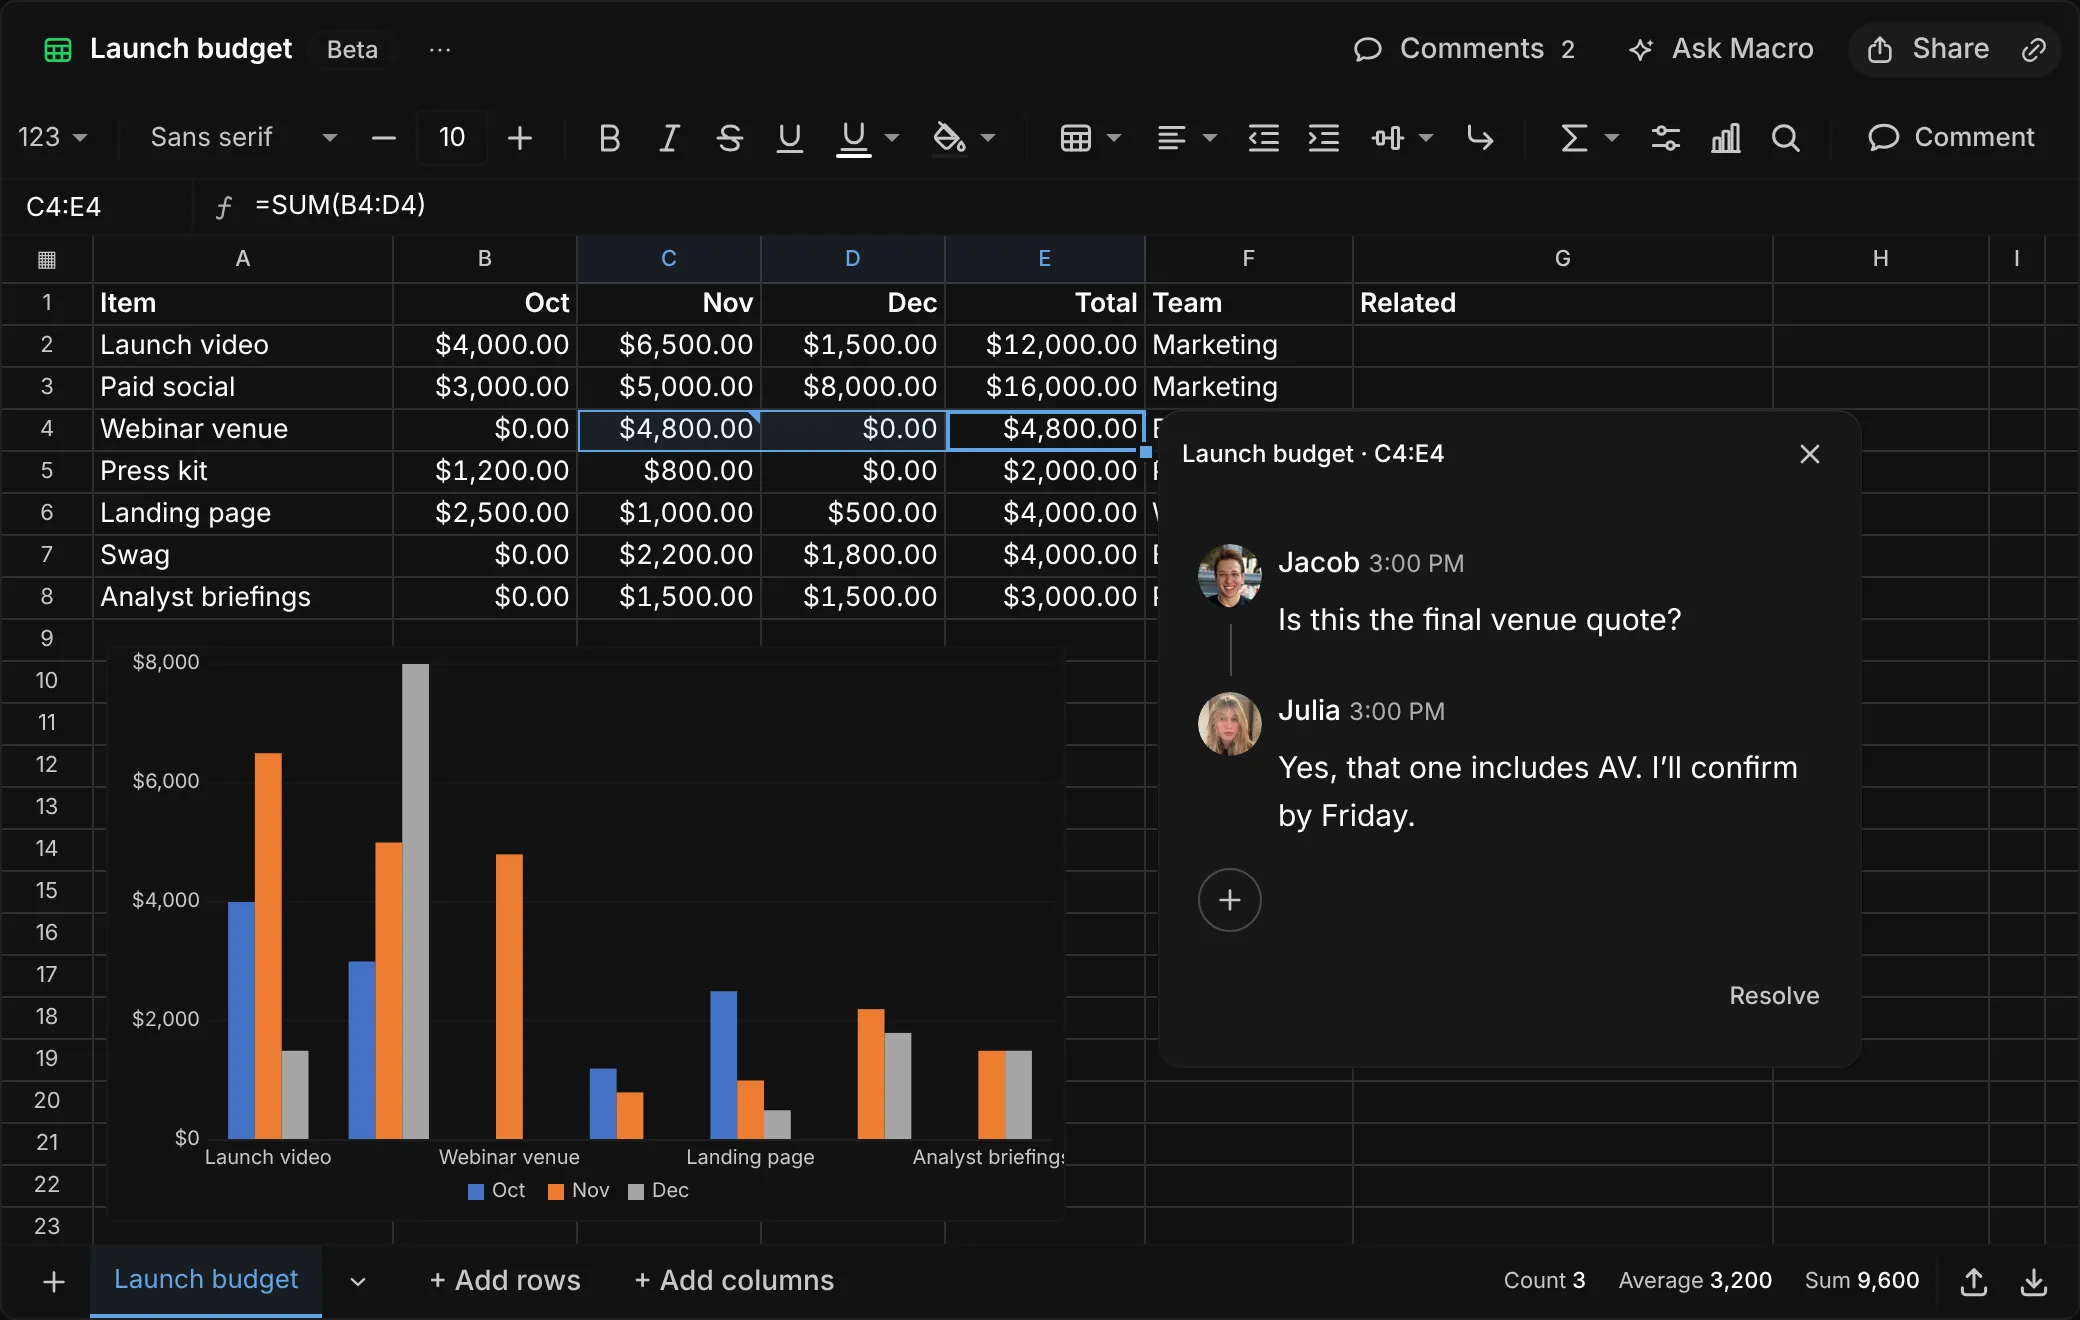 Launch budget Beta ... Comments 2 Ask Macro Share
123 Sans serif 10 B I S U U Comment
C4:E4 f =SUM(B4:D4)
A B C D E F G H I
1 Item Oct Nov Dec Total Team Related
2 Launch video $4,000.00 $6,500.00 $1,500.00 $12,000.00 Marketing
3 Paid social $3,000.00 $5,000.00 $8,000.00 $16,000.00 Marketing
4 Webinar venue $0.00 $4,800.00 $0.00 $4,800.00
5 Press kit $1,200.00 $800.00 $0.00 $2,000.00
6 Landing page $2,500.00 $1,000.00 $500.00 $4,000.00
7 Swag $0.00 $2,200.00 $1,800.00 $4,000.00
8 Analyst briefings $0.00 $1,500.00 $1,500.00 $3,000.00
9
10
11
12
13
14
15
16
17
18
19
20
21
22
23
$8,000
$6,000
$4,000
$2,000
$0
Launch video Webinar venue Landing page Analyst briefings
Oct Nov Dec
Launch budget · C4:E4
Jacob 3:00 PM
Is this the final venue quote?
Julia 3:00 PM
Yes, that one includes AV. I’ll confirm
by Friday.
Resolve
+ Launch budget + Add rows + Add columns Count 3 Average 3,200 Sum 9,600